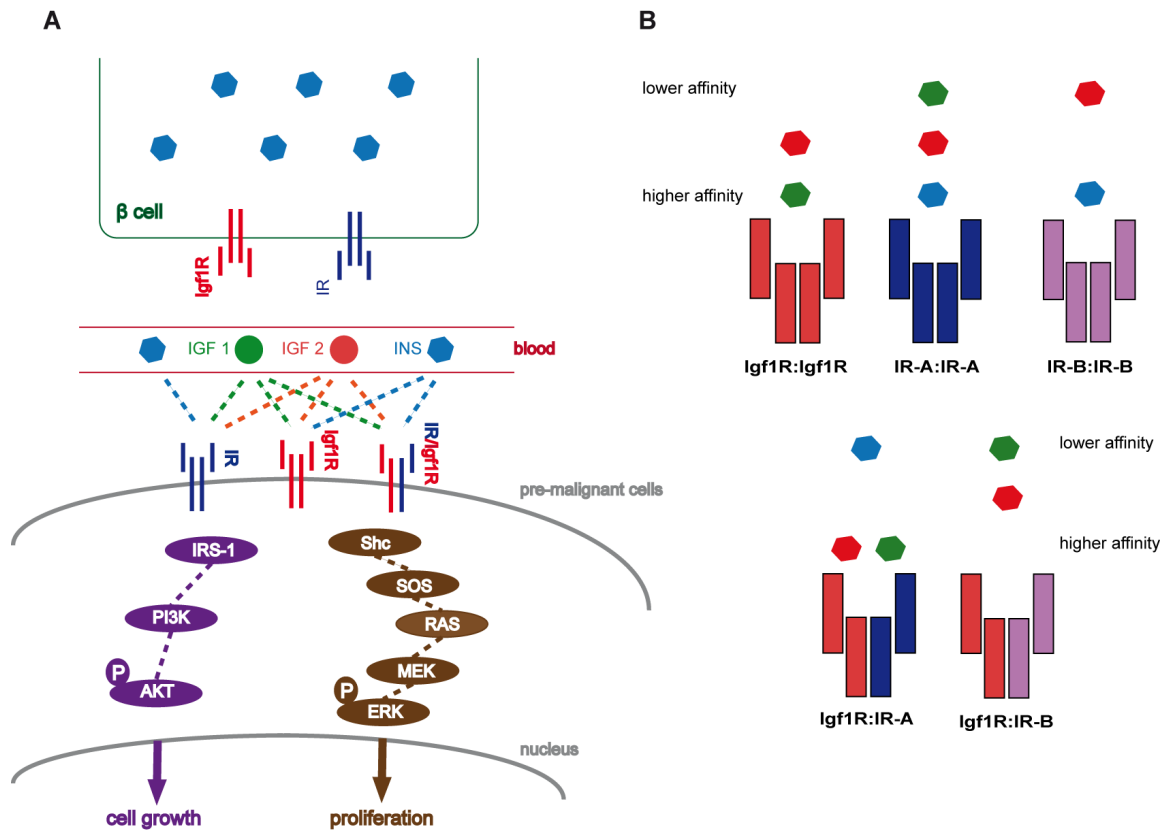 A
β cell
Igf1R
IR
IGF 1
IGF 2
INS
blood
IR
Igf1R
IR/Igf1R
pre-malignant cells
IRS-1
PI3K
P
AKT
Shc
SOS
RAS
MEK
P
ERK
nucleus
cell growth
proliferation
B
lower affinity
higher affinity
Igf1R:Igf1R
IR-A:IR-A
IR-B:IR-B
lower affinity
higher affinity
Igf1R:IR-A
Igf1R:IR-B